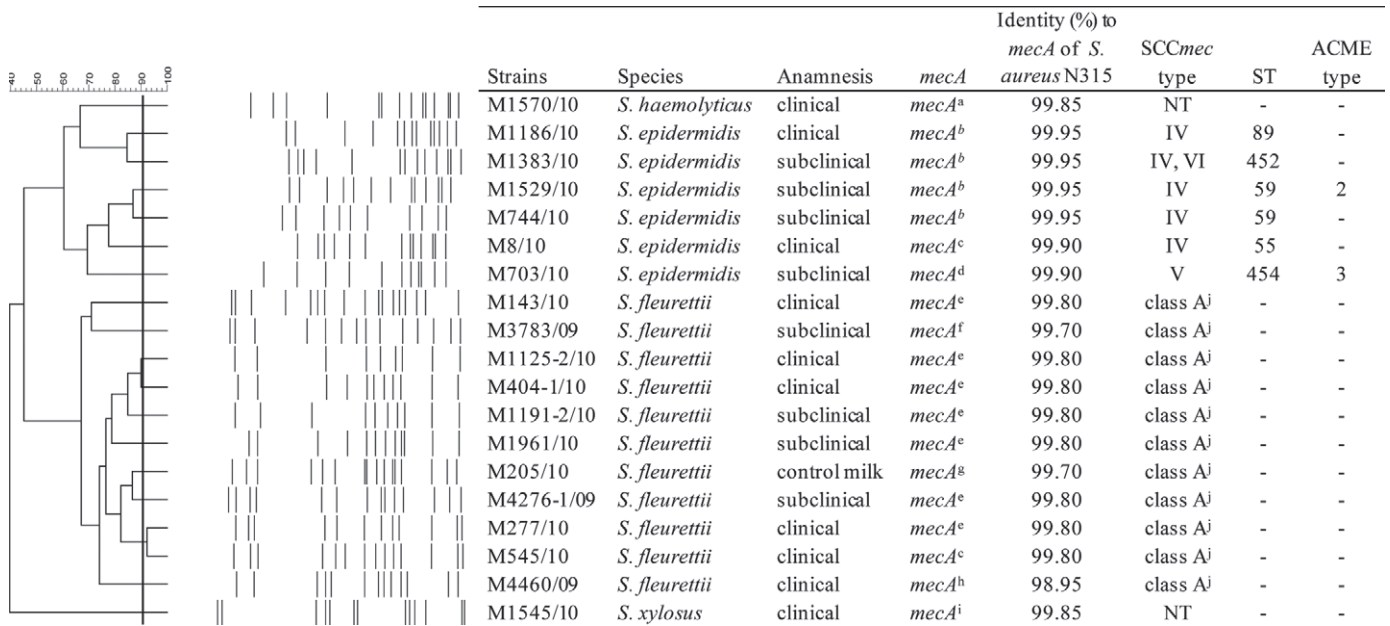 40 50 60 70 80 90 100
Identity (%) to
mecA of S. SCCmec ACME
Strains Species Anamnesis mecA aureus N315 type ST type
M1570/10 S. haemolyticus clinical mecAᵃ 99.85 NT - -
M1186/10 S. epidermidis clinical mecAᵇ 99.95 IV 89 -
M1383/10 S. epidermidis subclinical mecAᵇ 99.95 IV, VI 452 -
M1529/10 S. epidermidis subclinical mecAᵇ 99.95 IV 59 2
M744/10 S. epidermidis subclinical mecAᵇ 99.95 IV 59 -
M8/10 S. epidermidis clinical mecAᶜ 99.90 IV 55 -
M703/10 S. epidermidis subclinical mecAᵈ 99.90 V 454 3
M143/10 S. fleurettii clinical mecAᵉ 99.80 class Aʲ - -
M3783/09 S. fleurettii subclinical mecAᶠ 99.70 class Aʲ - -
M1125-2/10 S. fleurettii clinical mecAᵉ 99.80 class Aʲ - -
M404-1/10 S. fleurettii clinical mecAᵉ 99.80 class Aʲ - -
M1191-2/10 S. fleurettii subclinical mecAᵉ 99.80 class Aʲ - -
M1961/10 S. fleurettii subclinical mecAᵉ 99.80 class Aʲ - -
M205/10 S. fleurettii control milk mecAᵍ 99.70 class Aʲ - -
M4276-1/09 S. fleurettii subclinical mecAᵉ 99.80 class Aʲ - -
M277/10 S. fleurettii clinical mecAᵉ 99.80 class Aʲ - -
M545/10 S. fleurettii clinical mecAᵉ 99.80 class Aʲ - -
M4460/09 S. fleurettii clinical mecAʰ 98.95 class Aʲ - -
M1545/10 S. xylosus clinical mecAⁱ 99.85 NT - -